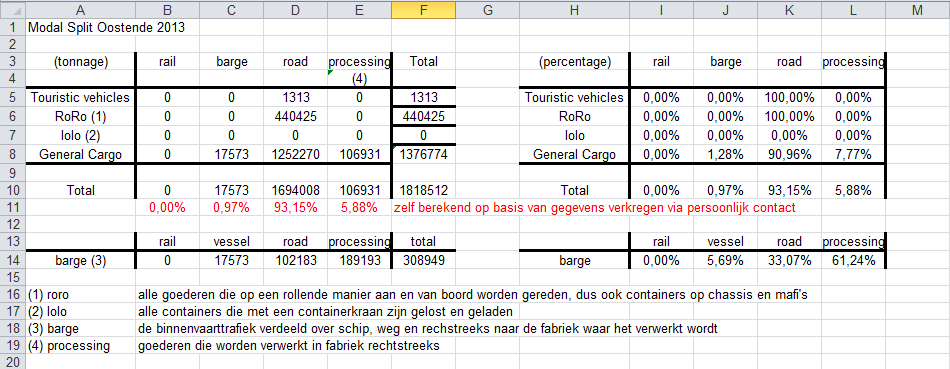 A B C D E F G H I J K L M
1 Modal Split Oostende 2013
2
3 (tonnage) rail barge road processing Total (percentage) rail barge road processing
4 (4)
5 Touristic vehicles 0 0 1313 0 1313 Touristic vehicles 0,00% 0,00% 100,00% 0,00%
6 RoRo (1) 0 0 440425 0 440425 RoRo 0,00% 0,00% 100,00% 0,00%
7 lolo (2) 0 0 0 0 0 lolo 0,00% 0,00% 0,00% 0,00%
8 General Cargo 0 17573 1252270 106931 1376774 General Cargo 0,00% 1,28% 90,96% 7,77%
9
10 Total 0 17573 1694008 106931 1818512 Total 0,00% 0,97% 93,15% 5,88%
11 0,00% 0,97% 93,15% 5,88% zelf berekend op basis van gegevens verkregen via persoonlijk contact
12
13 rail vessel road processing total rail vessel road processing
14 barge (3) 0 17573 102183 189193 308949 barge 0,00% 5,69% 33,07% 61,24%
15
16 (1) roro alle goederen die op een rollende manier aan en van boord worden gereden, dus ook containers op chassis en mafi's
17 (2) lolo alle containers die met een containerkraan zijn gelost en geladen
18 (3) barge de binnenvaarttrafiek verdeeld over schip, weg en rechstreeks naar de fabriek waar het verwerkt wordt
19 (4) processing goederen die worden verwerkt in fabriek rechtstreeks
20